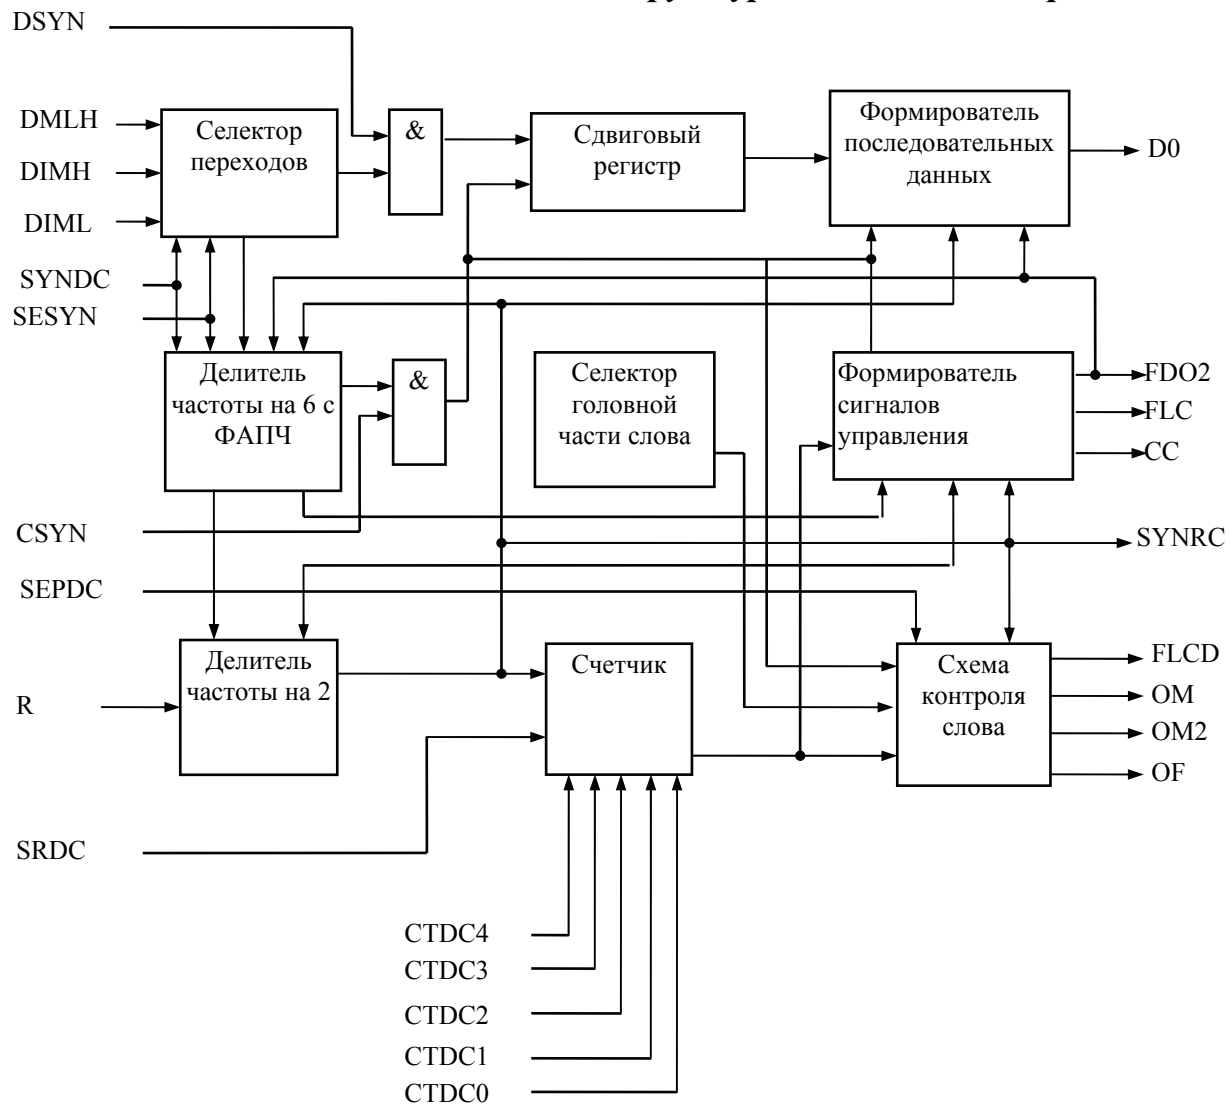 DSYN
DMLH
DIMH
DIML
SYNDC
SESYN
Селектор
переходов
&
Сдвиговый
регистр
Формирователь
последовательных
данных
D0
Делитель
частоты на 6 с
ФАПЧ
&
Селектор
головной
части слова
Формирователь
сигналов
управления
FDO2
FLC
CC
CSYN
SYNRC
SEPDC
R
Делитель
частоты на 2
Счетчик
Схема
контроля
слова
FLCD
OM
OM2
OF
SRDC
CTDC4
CTDC3
CTDC2
CTDC1
CTDC0